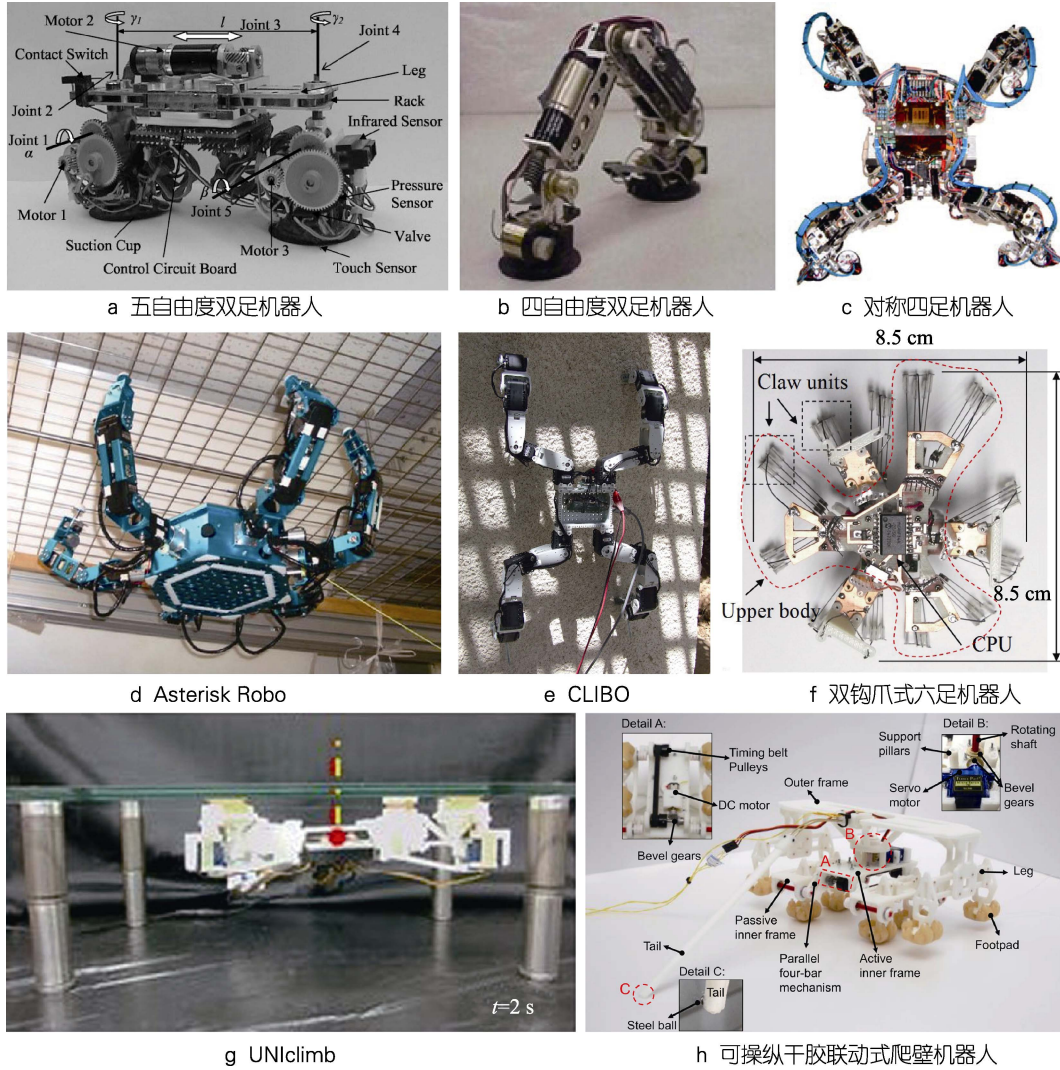 Motor 2
γ1
l
Joint 3
γ2
Joint 4
Contact Switch
Leg
Joint 2
Rack
Joint 1
α
Infrared Sensor
β
Joint 5
Pressure
Sensor
Motor 1
Suction Cup
Motor 3
Valve
Control Circuit Board
Touch Sensor
a 五自由度双足机器人
b 四自由度双足机器人
c 对称四足机器人
8.5 cm
Claw units
Upper body
8.5 cm
CPU
d Asterisk Robo
e CLIBO
f 双钩爪式六足机器人
t=2 s
Detail A:
Timing belt
Pulleys
DC motor
Bevel gears
Outer frame
Detail B:
Support
pillars
Rotating
shaft
Servo
motor
Bevel
gears
B
A
Leg
Passive
inner frame
Tail
Parallel
four-bar
mechanism
Active
inner frame
Footpad
C
Detail C:
Tail
Steel ball
g UNIclimb
h 可操纵干胶联动式爬壁机器人